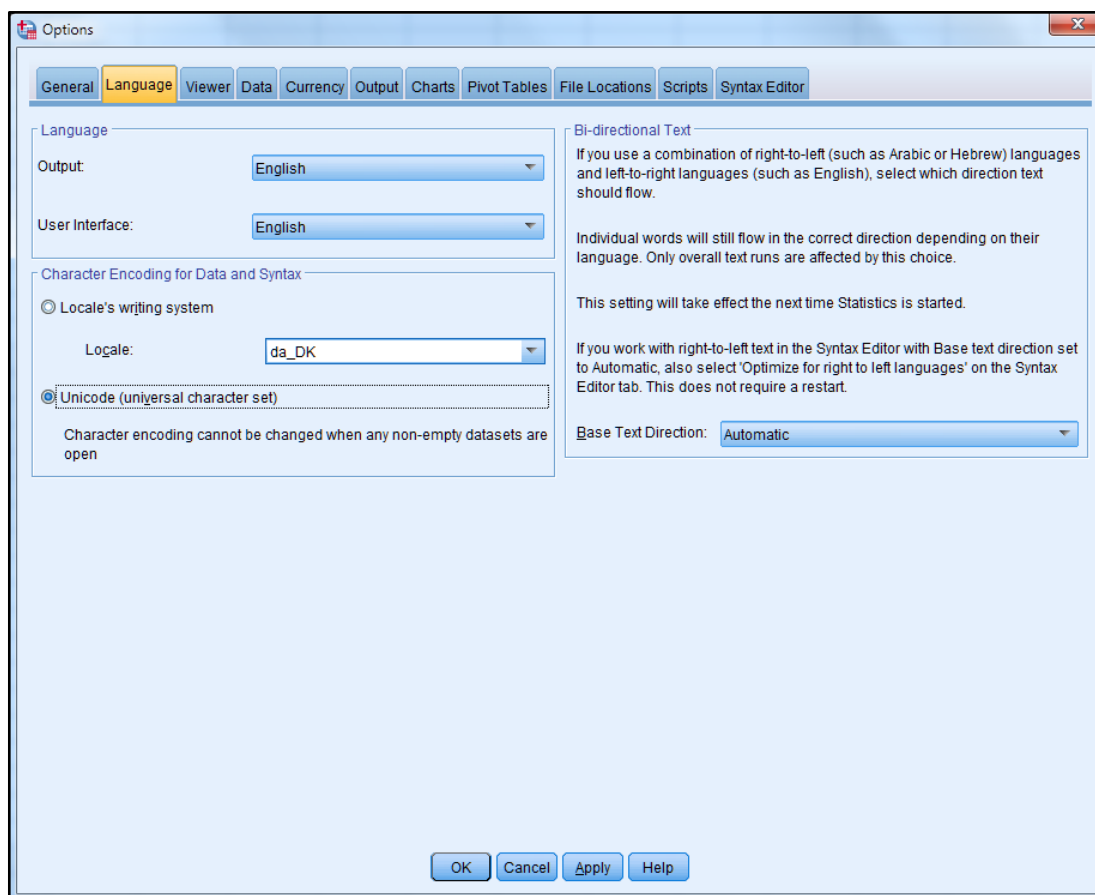 Options
General Language Viewer Data Currency Output Charts Pivot Tables File Locations Scripts Syntax Editor
Language
Output: English
User Interface: English
Character Encoding for Data and Syntax
Locale's writing system
Locale: da_DK
Unicode (universal character set)
Character encoding cannot be changed when any non-empty datasets are
open
Bi-directional Text
If you use a combination of right-to-left (such as Arabic or Hebrew) languages
and left-to-right languages (such as English), select which direction text
should flow.
Individual words will still flow in the correct direction depending on their
language. Only overall text runs are affected by this choice.
This setting will take effect the next time Statistics is started.
If you work with right-to-left text in the Syntax Editor with Base text direction set
to Automatic, also select 'Optimize for right to left languages' on the Syntax
Editor tab. This does not require a restart.
Base Text Direction: Automatic
OK Cancel Apply Help